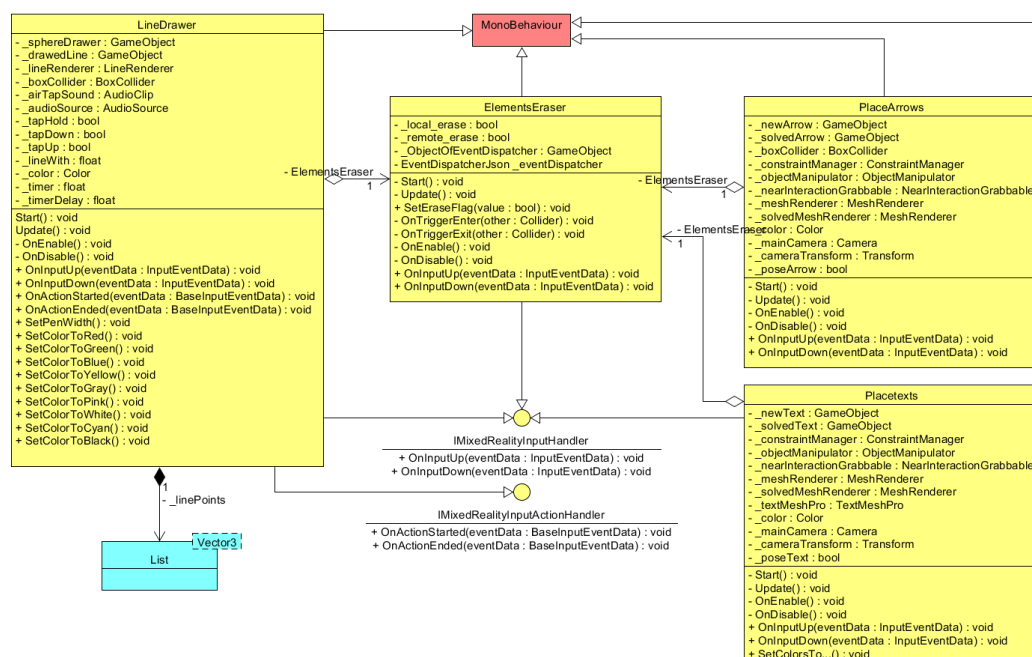 LineDrawer
- _sphereDrawer : GameObject
- _drawedLine : GameObject
- _lineRenderer : LineRenderer
- _boxCollider : BoxCollider
- _airTapSound : AudioClip
- _audioSource : AudioSource
- _tapHold : bool
- _tapDown : bool
- _tapUp : bool
- _lineWith : float
- _color : Color
- _timer : float
- _timerDelay : float
Start() : void
Update() : void
- OnEnable() : void
- OnDisable() : void
+ OnInputUp(eventData : InputEventData) : void
+ OnInputDown(eventData : InputEventData) : void
+ OnActionStarted(eventData : BaseInputEventData) : void
+ OnActionEnded(eventData : BaseInputEventData) : void
+ SetPenWidth() : void
+ SetColorToRed() : void
+ SetColorToGreen() : void
+ SetColorToBlue() : void
+ SetColorToYellow() : void
+ SetColorToGray() : void
+ SetColorToPink() : void
+ SetColorToWhite() : void
+ SetColorToCyan() : void
+ SetColorToBlack() : void
1
- _linePoints
Vector3
List
MonoBehaviour
- ElementsEraser
1
ElementsEraser
- _local_erase : bool
- _remote_erase : bool
- _ObjectOfEventDispatcher : GameObject
- EventDispatcherJson _eventDispatcher
- Start() : void
- Update() : void
+ SetEraseFlag(value : bool) : void
- OnTriggerEnter(other : Collider) : void
- OnTriggerExit(other : Collider) : void
- OnEnable() : void
- OnDisable() : void
+ OnInputUp(eventData : InputEventData) : void
+ OnInputDown(eventData : InputEventData) : void
- ElementsEraser
1
- ElementsEraser
1
IMixedRealityInputHandler
+ OnInputUp(eventData : InputEventData) : void
+ OnInputDown(eventData : InputEventData) : void
IMixedRealityInputActionHandler
+ OnActionStarted(eventData : BaseInputEventData) : void
+ OnActionEnded(eventData : BaseInputEventData) : void
PlaceArrows
- _newArrow : GameObject
- _solvedArrow : GameObject
- _boxCollider : BoxCollider
- _constraintManager : ConstraintManager
- _objectManipulator : ObjectManipulator
- _nearInteractionGrabbable : NearInteractionGrabbable
- _meshRenderer : MeshRenderer
- _solvedMeshRenderer : MeshRenderer
- _color : Color
- _mainCamera : Camera
- _cameraTransform : Transform
- _poseArrow : bool
- Start() : void
- Update() : void
- OnEnable() : void
- OnDisable() : void
+ OnInputUp(eventData : InputEventData) : void
+ OnInputDown(eventData : InputEventData) : void
Placetexts
- _newText : GameObject
- _solvedText : GameObject
- _constraintManager : ConstraintManager
- _objectManipulator : ObjectManipulator
- _nearInteractionGrabbable : NearInteractionGrabbable
- _meshRenderer : MeshRenderer
- _solvedMeshRenderer : MeshRenderer
- _textMeshPro : TextMeshPro
- _color : Color
- _mainCamera : Camera
- _cameraTransform : Transform
- _poseText : bool
- Start() : void
- Update() : void
- OnEnable() : void
- OnDisable() : void
+ OnInputUp(eventData : InputEventData) : void
+ OnInputDown(eventData : InputEventData) : void
+ SetColorsTo...() : void